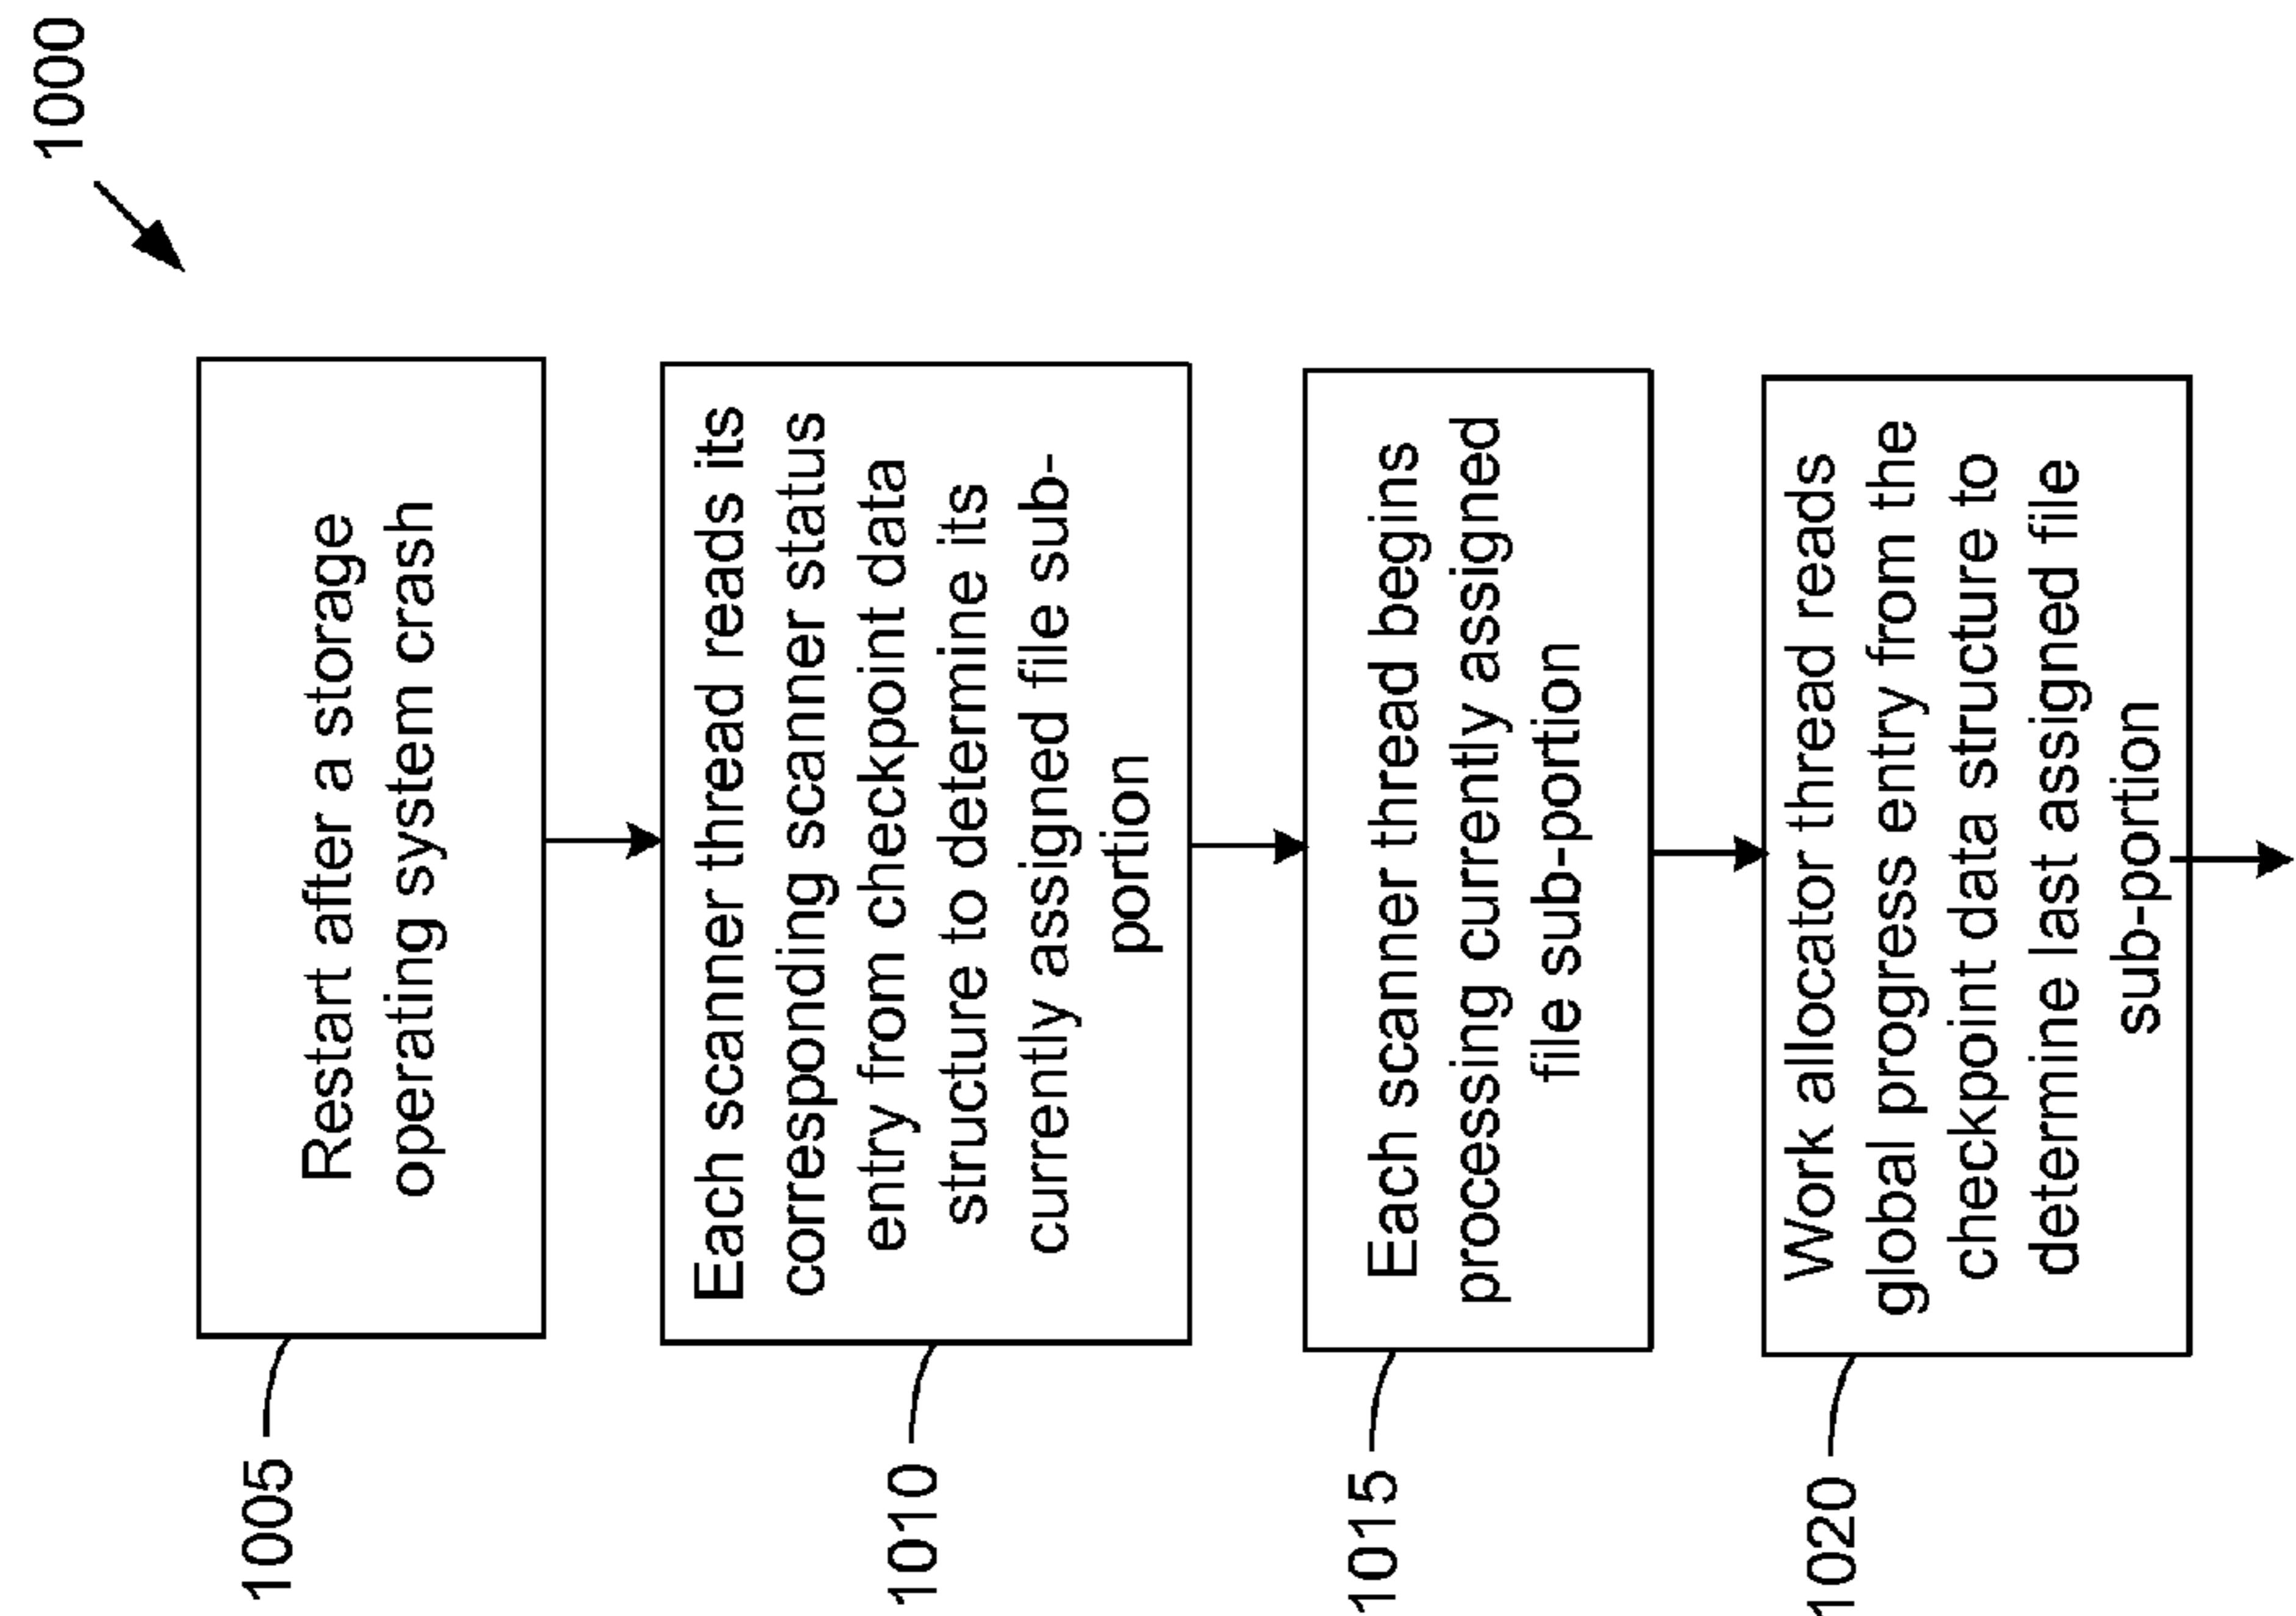 1000
1005
Restart after a storage
operating system crash
1010
Each scanner thread reads its
corresponding scanner status
entry from checkpoint data
structure to determine its
currently assigned file sub-
portion
1015
Each scanner thread begins
processing currently assigned
file sub-portion
1020
Work allocator thread reads
global progress entry from the
checkpoint data structure to
determine last assigned file
sub-portion